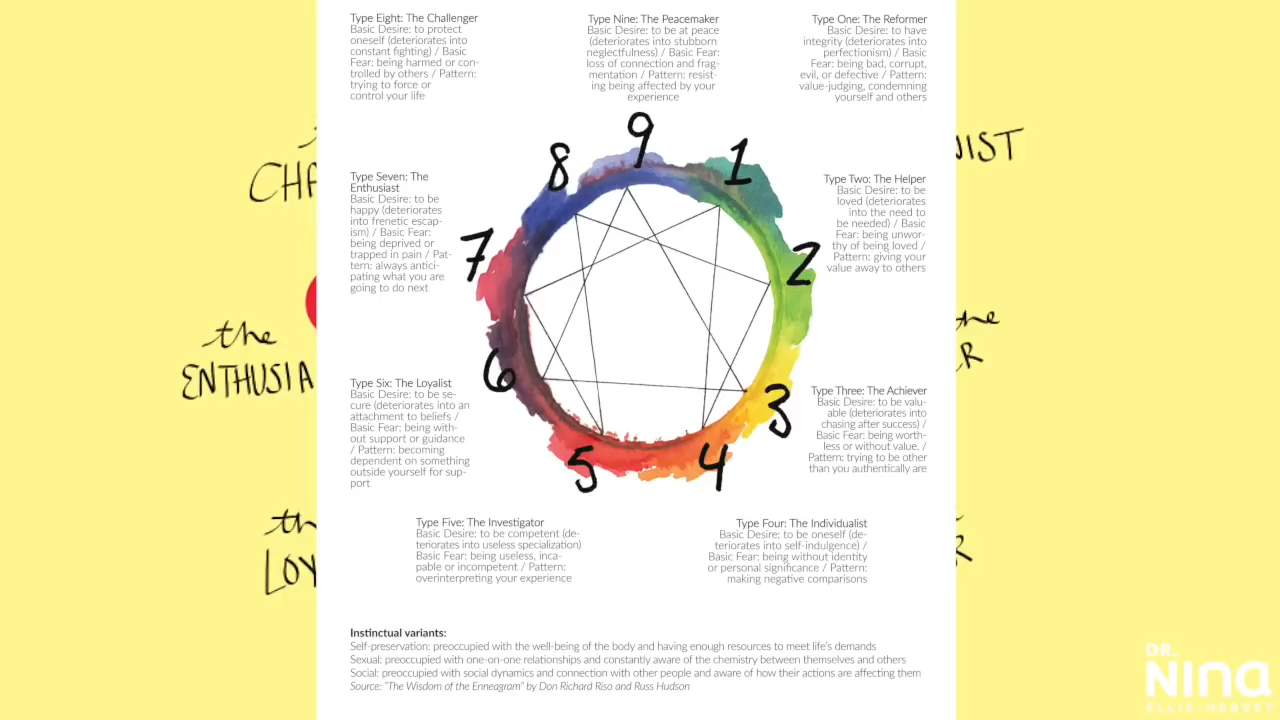 Type Eight: The Challenger
Basic Desire: to protect
oneself (deteriorates into
constant fighting) / Basic
Fear: being harmed or con-
trolled by others / Pattern:
trying to force or
control your life
Type Nine: The Peacemaker
Basic Desire: to be at peace
(deteriorates into stubborn
neglectfulness) / Basic Fear:
loss of connection and frag-
mentation / Pattern: resist-
ing being affected by your
experience
Type One: The Reformer
Basic Desire: to have
integrity (deteriorates into
perfectionism) / Basic
Fear: being bad, corrupt,
evil, or defective / Pattern:
value-judging, condemning
yourself and others
9
8
1
CHA
NIST
Type Seven: The
Enthusiast
Basic Desire: to be
happy (deteriorates
into frenetic escap-
ism) / Basic Fear:
being deprived or
trapped in pain / Pat-
tern: always antici-
pating what you are
going to do next
Type Two: The Helper
Basic Desire: to be
loved (deteriorates
into the need to
be needed) / Basic
Fear: being unwor-
thy of being loved /
Pattern: giving your
value away to others
7
2
the
ENTHUSIA
he
R
6
3
Type Six: The Loyalist
Basic Desire: to be se-
cure (deteriorates into an
attachment to beliefs /
Basic Fear: being with-
out support or guidance
/ Pattern: becoming
dependent on something
outside yourself for sup-
port
Type Three: The Achiever
Basic Desire: to be valu-
able (deteriorates into
chasing after success) /
Basic Fear: being worth-
less or without value. /
Pattern: trying to be other
than you authentically are
5
4
th
LOY
R
Type Five: The Investigator
Basic Desire: to be competent (de-
teriorates into useless specialization)
Basic Fear: being useless, inca-
pable or incompetent / Pattern:
overinterpreting your experience
Type Four: The Individualist
Basic Desire: to be oneself (de-
teriorates into self-indulgence) /
Basic Fear: being without identity
or personal significance / Pattern:
making negative comparisons
Instinctual variants:
Self-preservation: preoccupied with the well-being of the body and having enough resources to meet life's demands
Sexual: preoccupied with one-on-one relationships and constantly aware of the chemistry between themselves and others
Social: preoccupied with social dynamics and connection with other people and aware of how their actions are affecting them
Source: "The Wisdom of the Enneagram" by Don Richard Riso and Russ Hudson
DR.
Nina
ELLIS-HERVEY